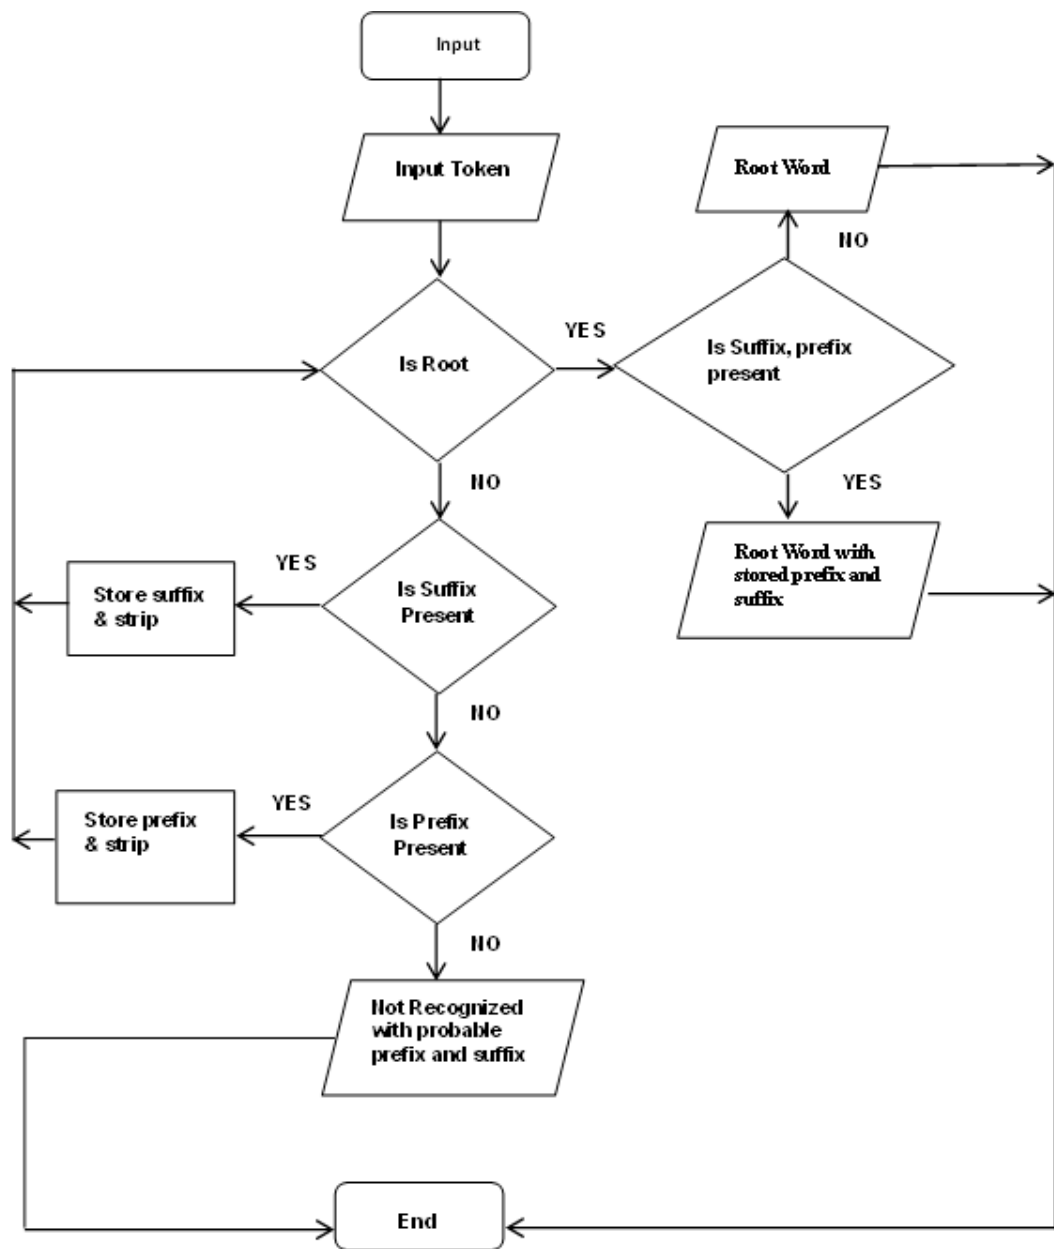 Input
Input Token
Root Word
NO
YES
Is Root
Is Suffix, prefix
present
NO
YES
YES
Root Word with
stored prefix and
suffix
Store suffix
& strip
Is Suffix
Present
NO
YES
Store prefix
& strip
Is Prefix
Present
NO
Not Recognized
with probable
prefix and suffix
End